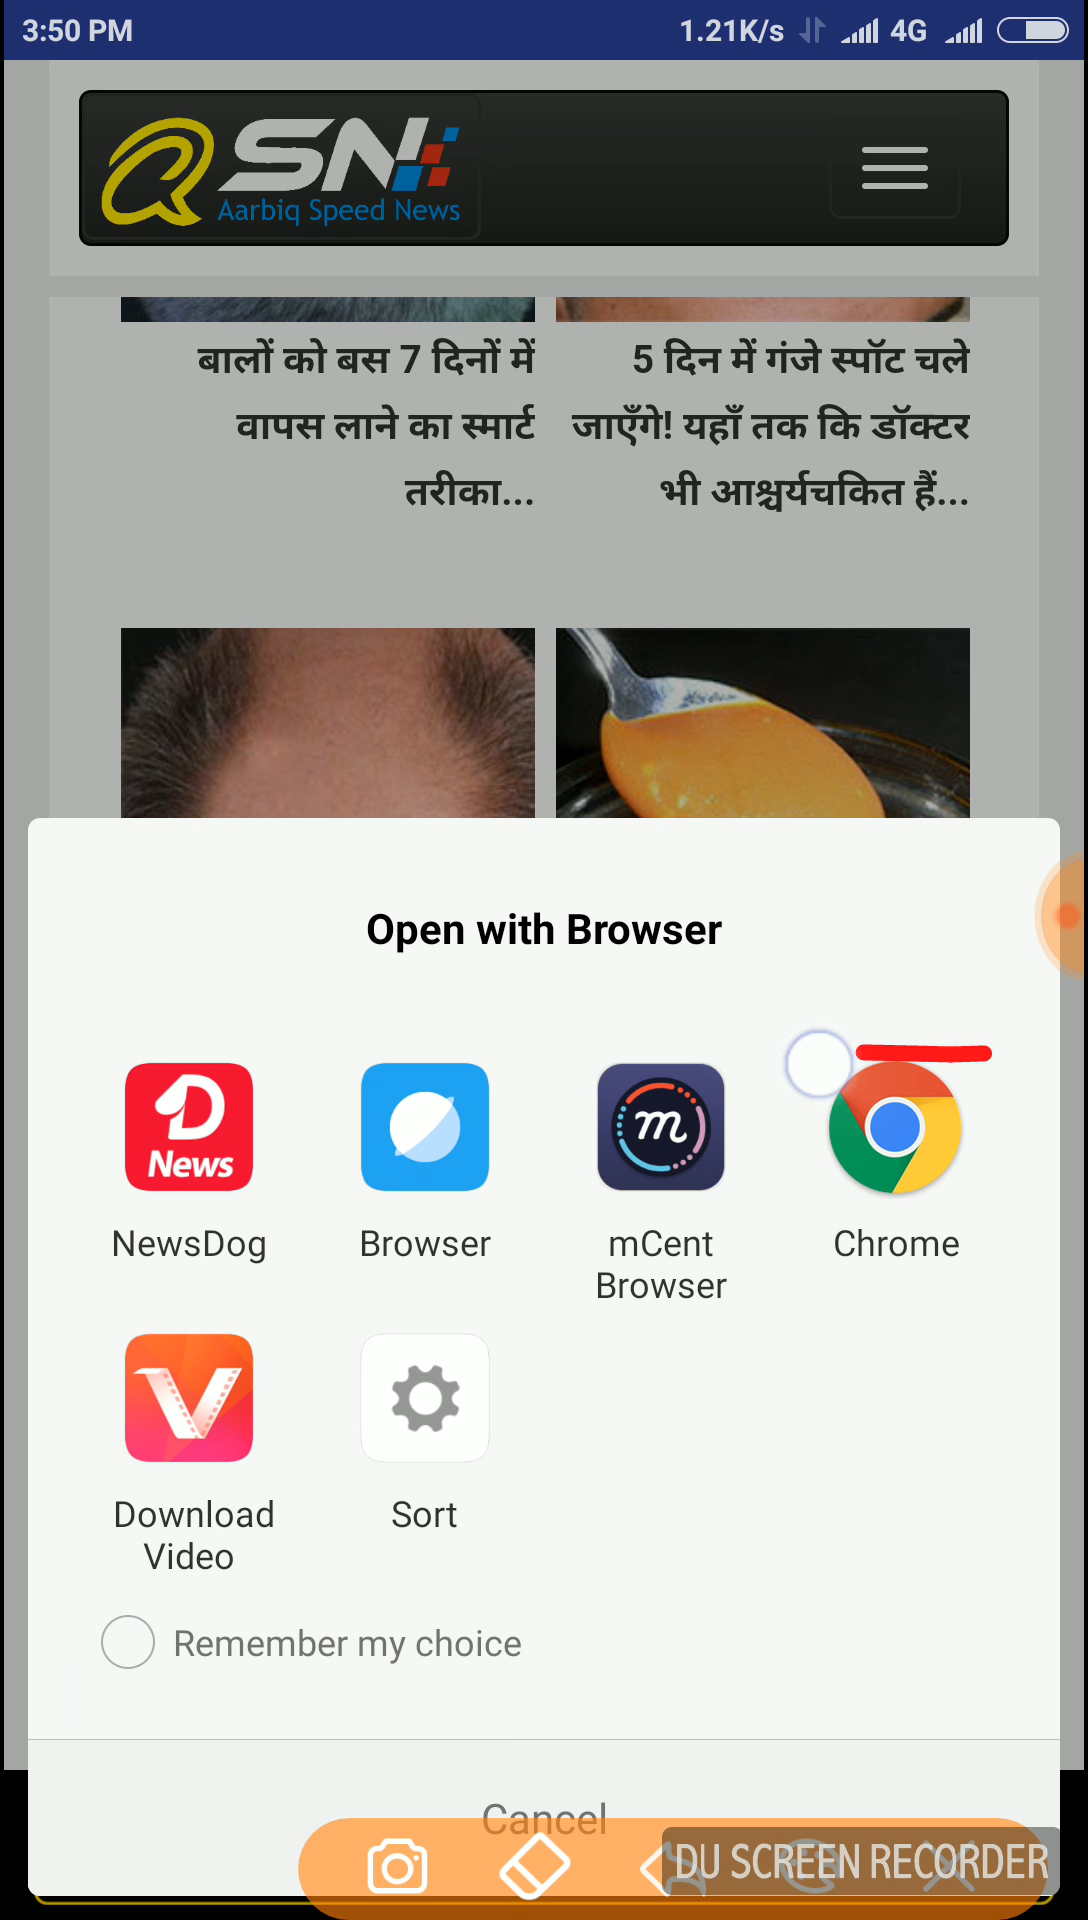 3:50 PM 1.21K/s 4G
SN
Aarbiq Speed News
बालों को बस 7 दिनों में
वापस लाने का स्मार्ट
तरीका...
5 दिन में गंजे स्पॉट चले
जाएँगे! यहाँ तक कि डॉक्टर
भी आश्चर्यचकित हैं...
Open with Browser
News
m
NewsDog
Browser
mCent
Browser
Chrome
Download
Video
Sort
Remember my choice
Cancel
DU SCREEN RECORDER